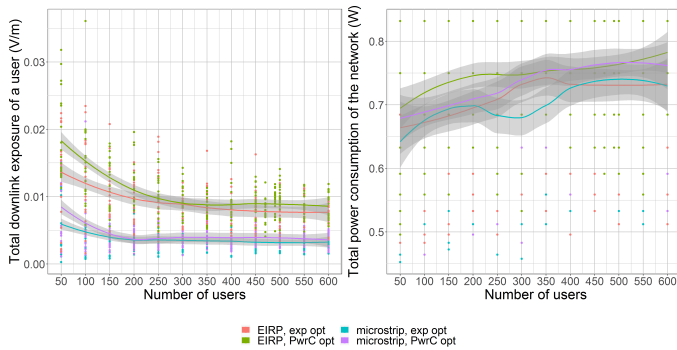 Total downlink exposure of a user (V/m)
0.03
0.02
0.01
0.00
50 100 150 200 250 300 350 400 450 500 550 600
Number of users
Total power consumption of the network (W)
0.8
0.7
0.6
0.5
50 100 150 200 250 300 350 400 450 500 550 600
Number of users
EIRP, exp opt microstrip, exp opt
EIRP, PwrC opt microstrip, PwrC opt